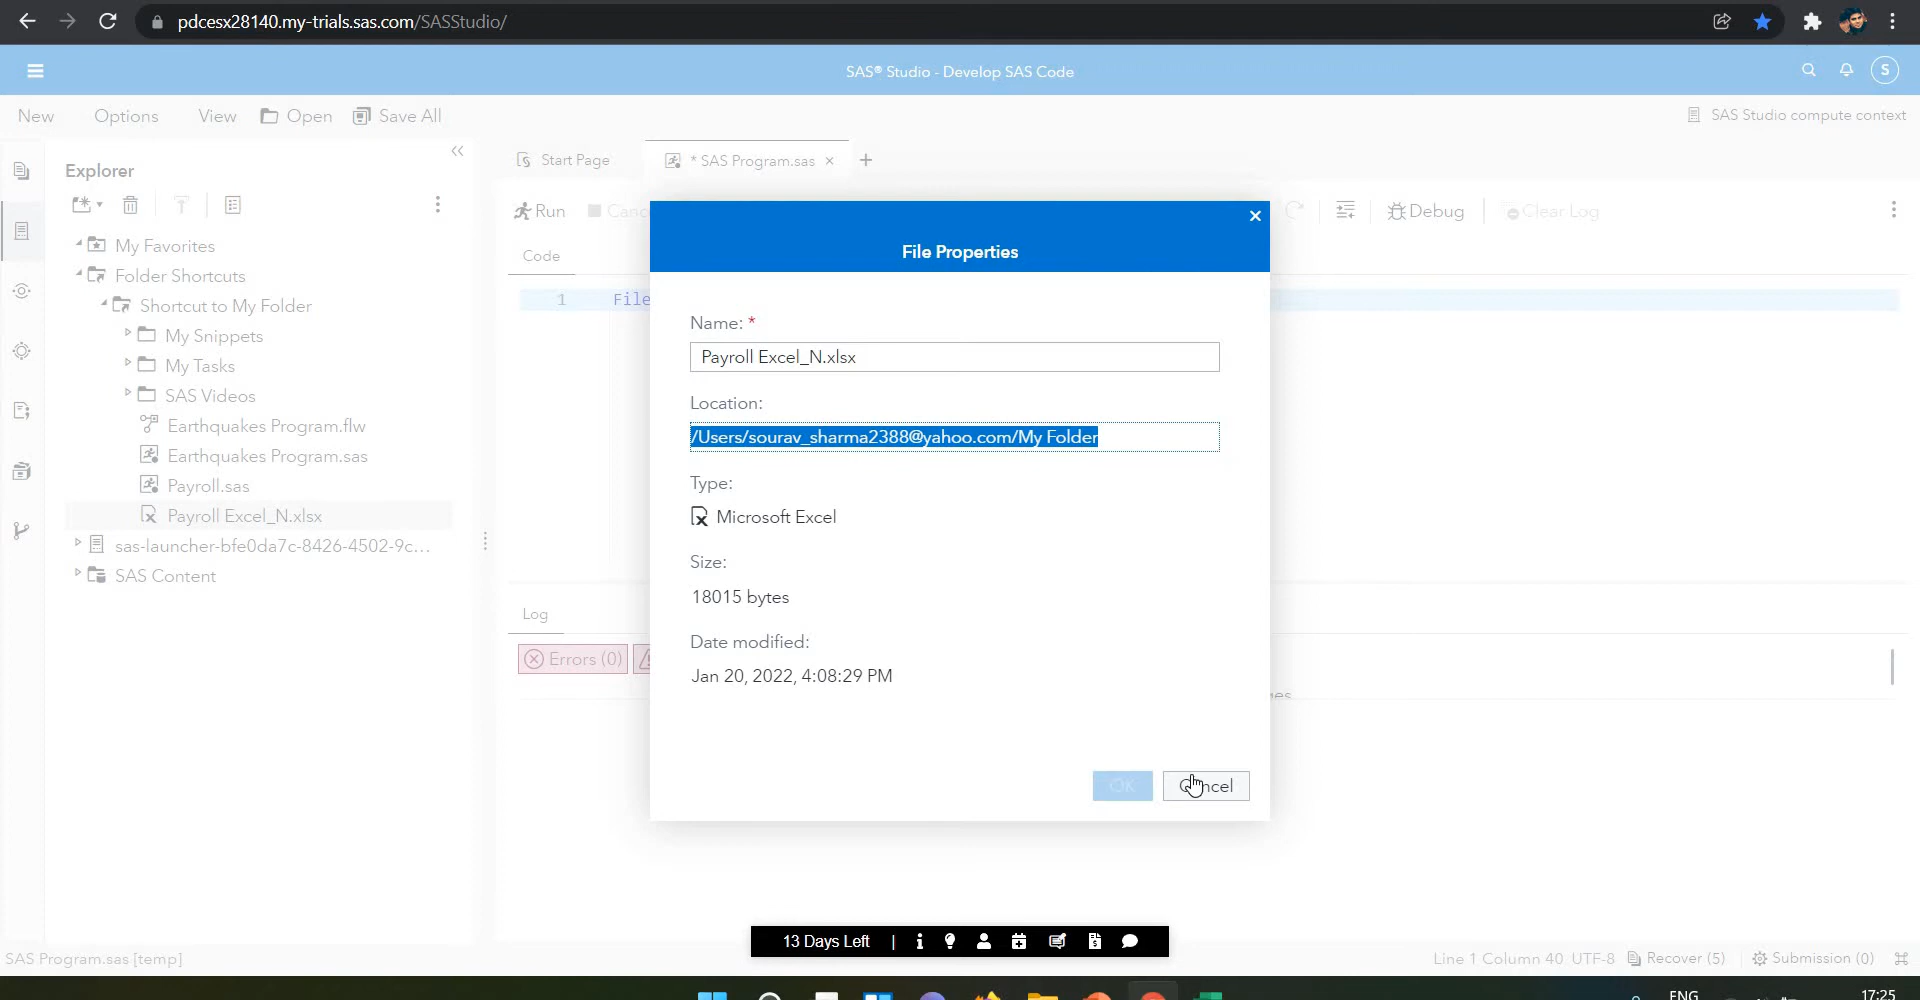 pdcesx28140.my-trials.sas.com/SASStudio/
SAS® Studio - Develop SAS Code
S
New Options View Open Save All
SAS Studio compute context
Explorer
My Favorites
Folder Shortcuts
Shortcut to My Folder
My Snippets
My Tasks
SAS Videos
Earthquakes Program.flw
Earthquakes Program.sas
Payroll.sas
Payroll Excel_N.xlsx
sas-launcher-bfe0da7c-8426-4502-9c...
SAS Content
Start Page
* SAS Program.sas
Run
Debug
Clear Log
Code
1 File
Log
Errors (0)
File Properties
Name: *
Payroll Excel_N.xlsx
Location:
/Users/sourav_sharma2388@yahoo.com/My Folder
Type:
Microsoft Excel
Size:
18015 bytes
Date modified:
Jan 20, 2022, 4:08:29 PM
OK
Cancel
13 Days Left |
SAS Program.sas [temp]
Line 1 Column 40 UTF-8 Recover (5) Submission (0)
ENG
17:25